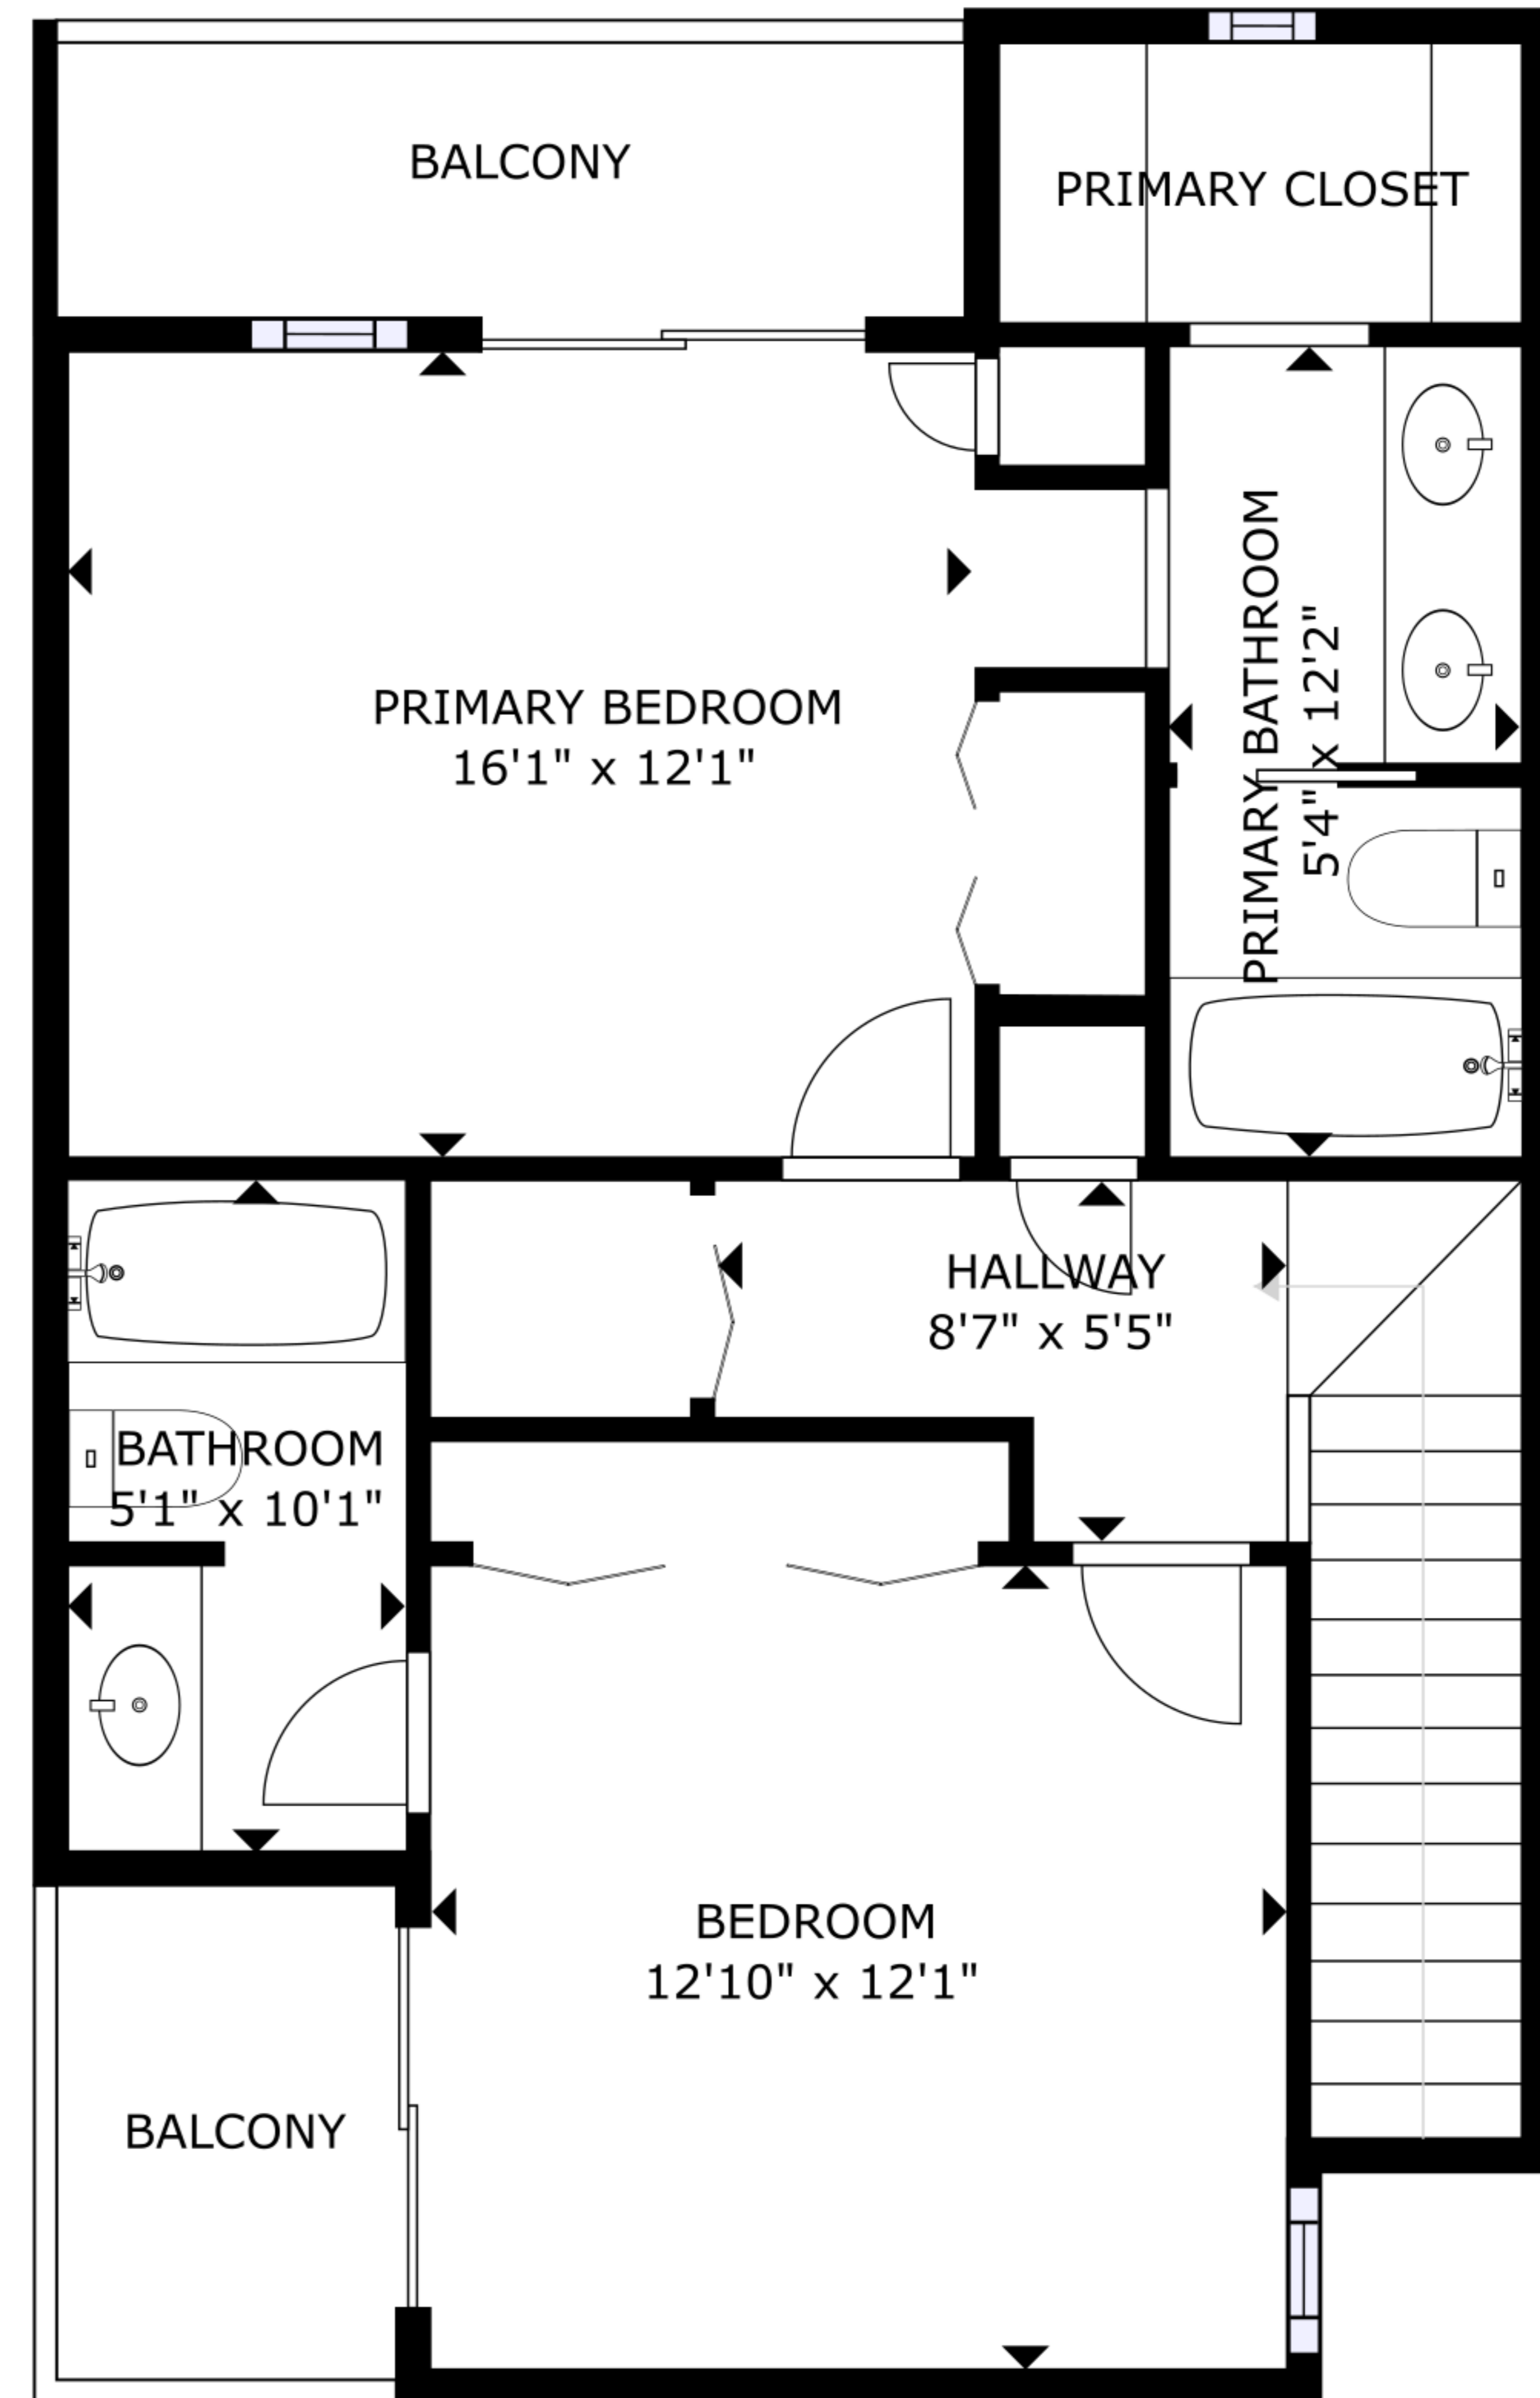 BALCONY
PRIMARY CLOSET
PRIMARY BEDROOM
16'1" x 12'1"
PRIMARY BATHROOM
5'4" x 12'2"
HALLWAY
8'7" x 5'5"
BATHROOM
5'1" x 10'1"
BEDROOM
12'10" x 12'1"
BALCONY